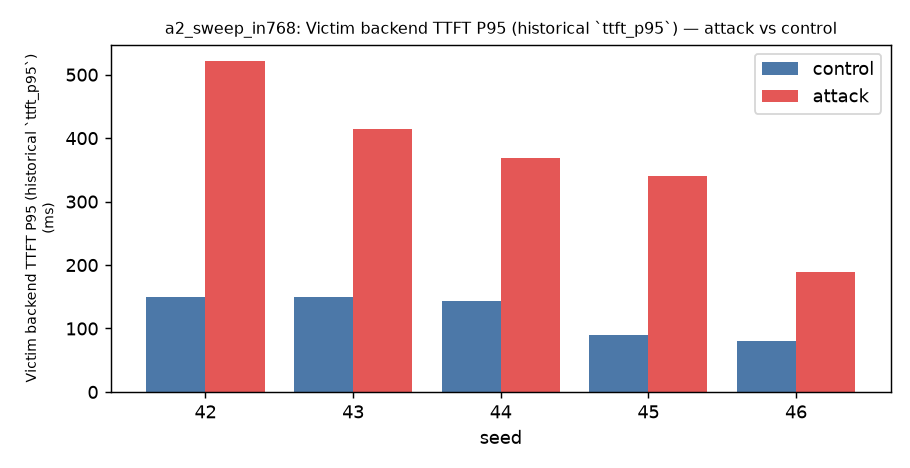 a2_sweep_in768: Victim backend TTFT P95 (historical `ttft_p95`) — attack vs control
Victim backend TTFT P95 (historical `ttft_p95`)
(ms)
500
400
300
200
100
0
control
attack
42
43
44
45
46
seed